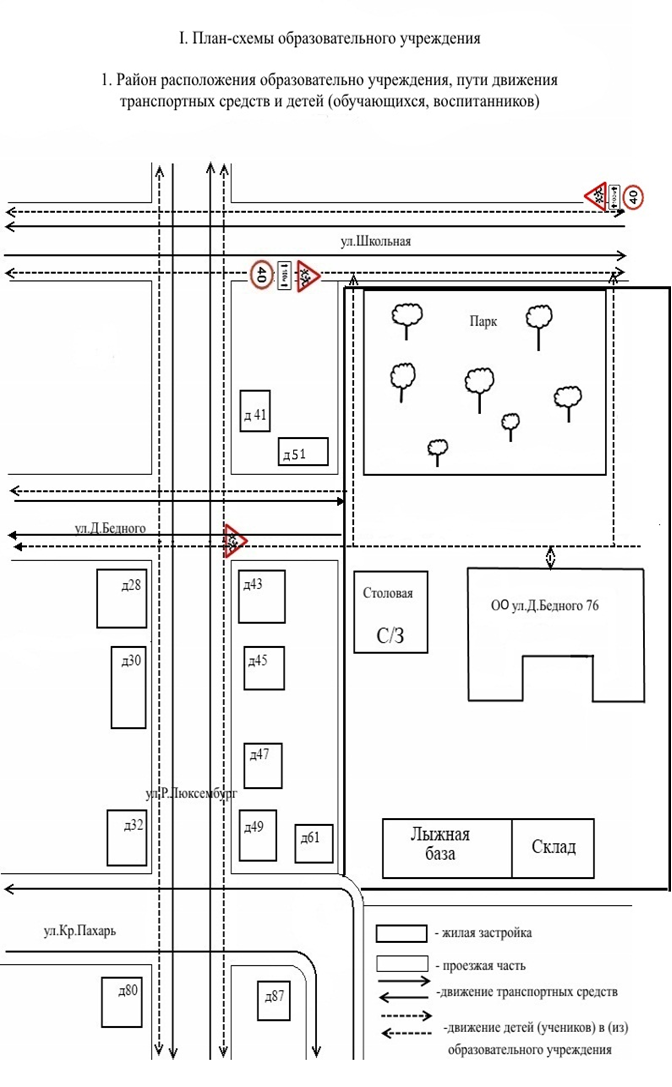 I. План-схемы образовательного учреждения
1. Район расположения образовательно учреждения, пути движения
транспортных средств и детей (обучающихся, воспитанников)
40
ул.Школьная
40
Парк
д 41
д51
ул.Д.Бедного
д28
д43
Столовая
С/З
ОО ул.Д.Бедного 76
д30
д45
д47
ул.Р.Люксембург
д32
д49
д61
Лыжная
база
Склад
ул.Кр.Пахарь
- жилая застройка
- проезжая часть
-движение транспортных средств
д80
д87
-движение детей (учеников) в (из)
образовательного учреждения